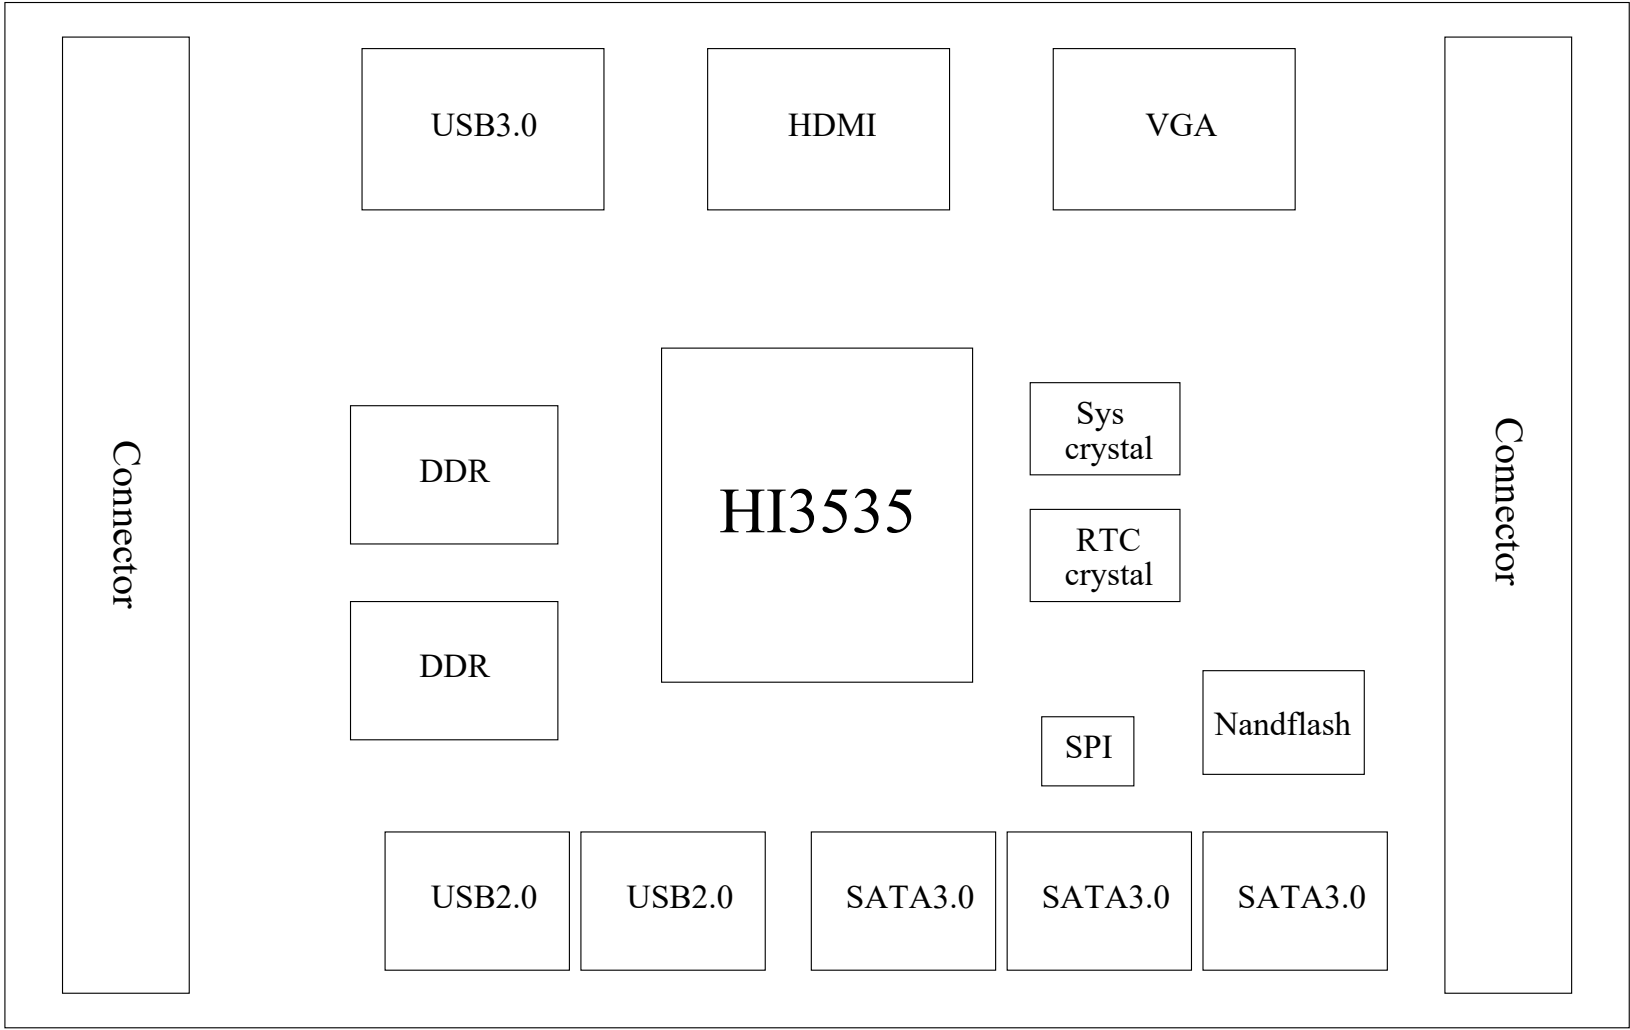 USB3.0
HDMI
VGA
Connector
DDR
DDR
HI3535
Sys
crystal
RTC
crystal
Connector
SPI
Nandflash
USB2.0
USB2.0
SATA3.0
SATA3.0
SATA3.0